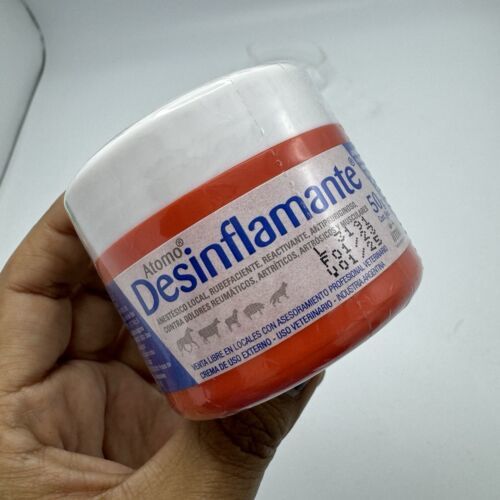 Atomo®
Desinflamante®
ANESTÉSICO LOCAL, RUBEFACIENTE, REACTIVANTE, ANTIPRURIGINOSO,
CONTRA DOLORES REUMÁTICOS, ARTRÍTICOS, ARTRÓSICOS Y MUSCULARES
VENTA LIBRE EN LOCALES CON ASESORAMIENTO PROFESIONAL VETERINARIO
CREMA DE USO EXTERNO - USO VETERINARIO - INDUSTRIA ARGENTINA
50